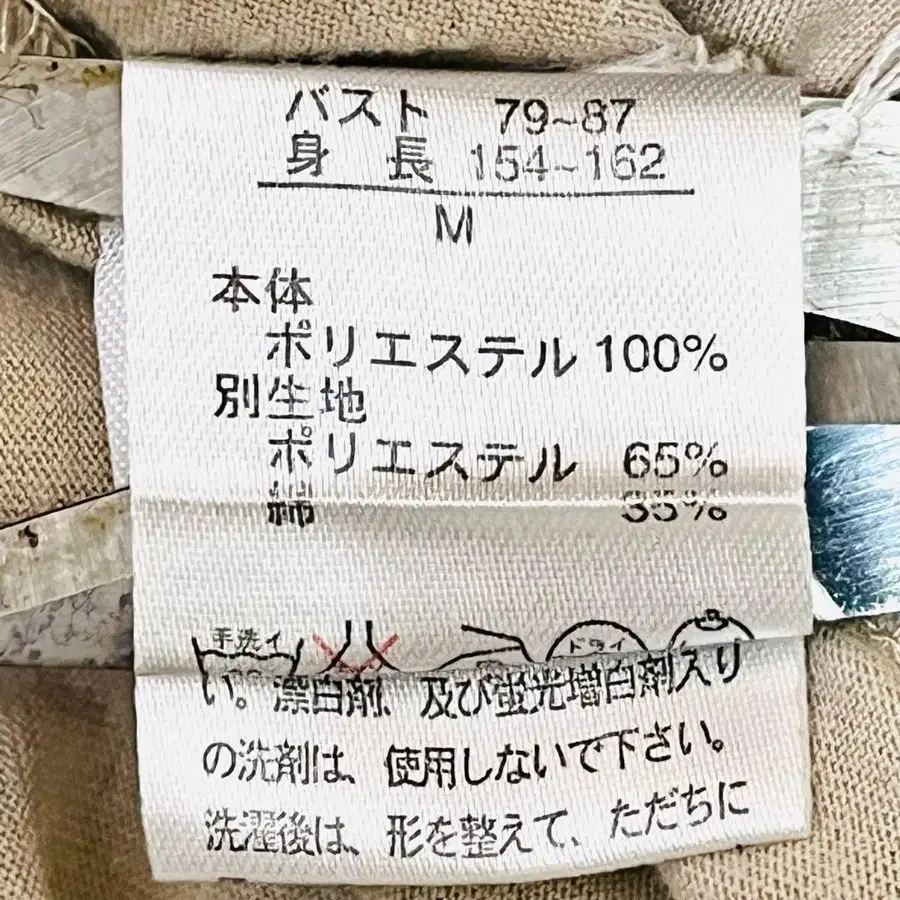 バスト 79~87
身長 154~162
M
本体
ポリエステル 100%
別生地
ポリエステル 65%
綿 35%
手洗イ
ドライ
い。漂白剤、及び蛍光増白剤入り
の洗剤は、使用しないで下さい。
洗濯後は、形を整えて、ただちに